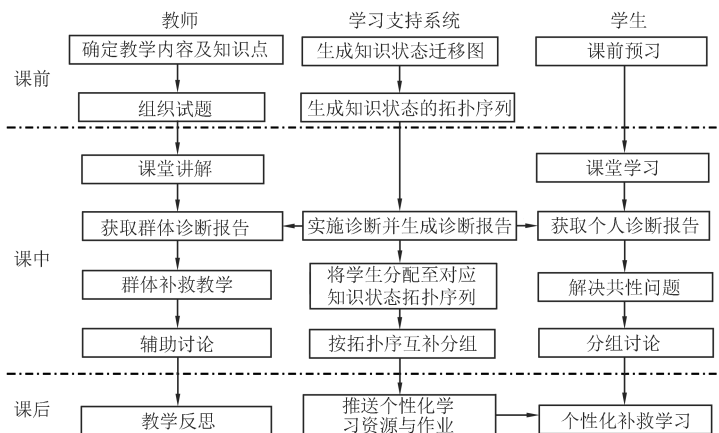 教师
学习支持系统
学生
课前
确定教学内容及知识点
生成知识状态迁移图
课前预习
组织试题
生成知识状态的拓扑序列
课中
课堂讲解
课堂学习
获取群体诊断报告
实施诊断并生成诊断报告
获取个人诊断报告
群体补救教学
将学生分配至对应
知识状态拓扑序列
解决共性问题
辅助讨论
按拓扑序互补分组
分组讨论
课后
教学反思
推送个性化学
习资源与作业
个性化补救学习